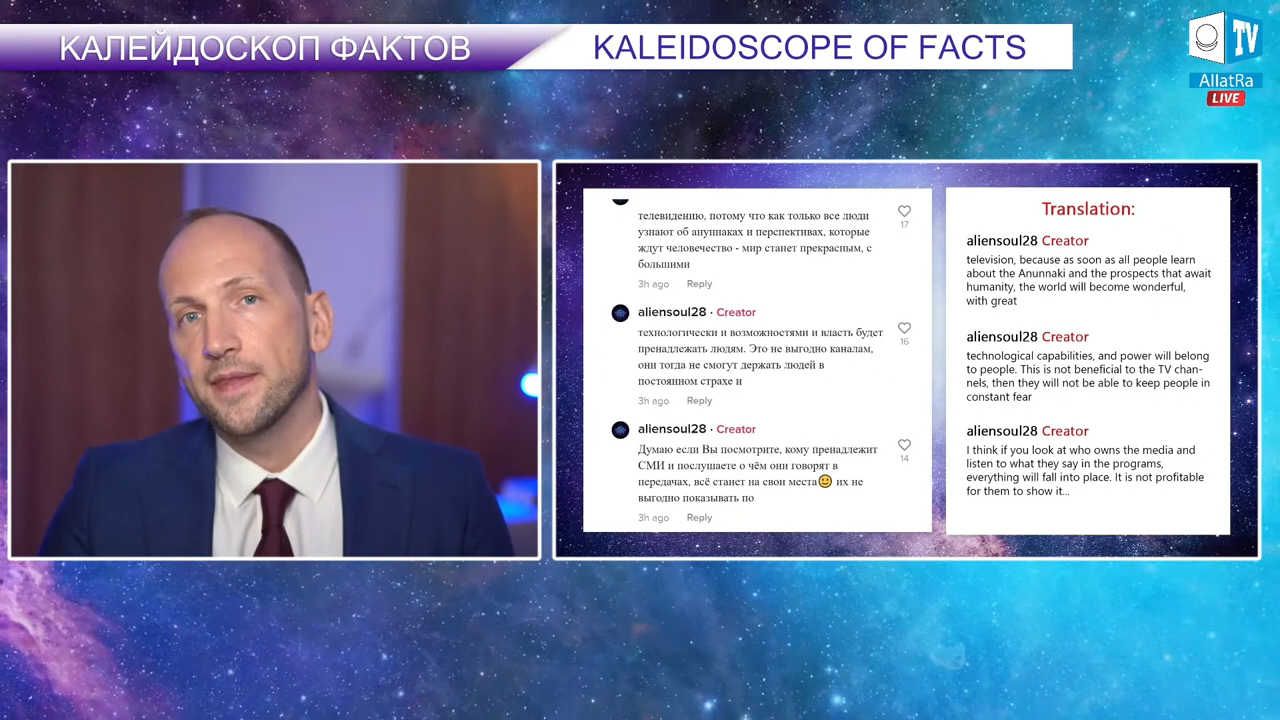 КАЛЕЙДОСКОП ФАКТОВ
KALEIDOSCOPE OF FACTS
TV
AllatRa
LIVE
телевидению, потому что как только все люди
узнают об ануннаках и перспективах, которые
ждут человечество - мир станет прекрасным, с
большими
17
3h ago Reply
aliensoul28 · Creator
технологически и возможностями и власть будет
пренадлежать людям. Это не выгодно каналам,
они тогда не смогут держать людей в
постоянном страхе и
16
3h ago Reply
aliensoul28 · Creator
Думаю если Вы посмотрите, кому пренадлежит
СМИ и послушаете о чём они говорят в
передачах, всё станет на свои места🙂 их не
выгодно показывать по
14
3h ago Reply
Translation:
aliensoul28 Creator
television, because as soon as all people learn
about the Anunnaki and the prospects that await
humanity, the world will become wonderful,
with great
aliensoul28 Creator
technological capabilities, and power will belong
to people. This is not beneficial to the TV chan-
nels, then they will not be able to keep people in
constant fear
aliensoul28 Creator
I think if you look at who owns the media and
listen to what they say in the programs,
everything will fall into place. It is not profitable
for them to show it...